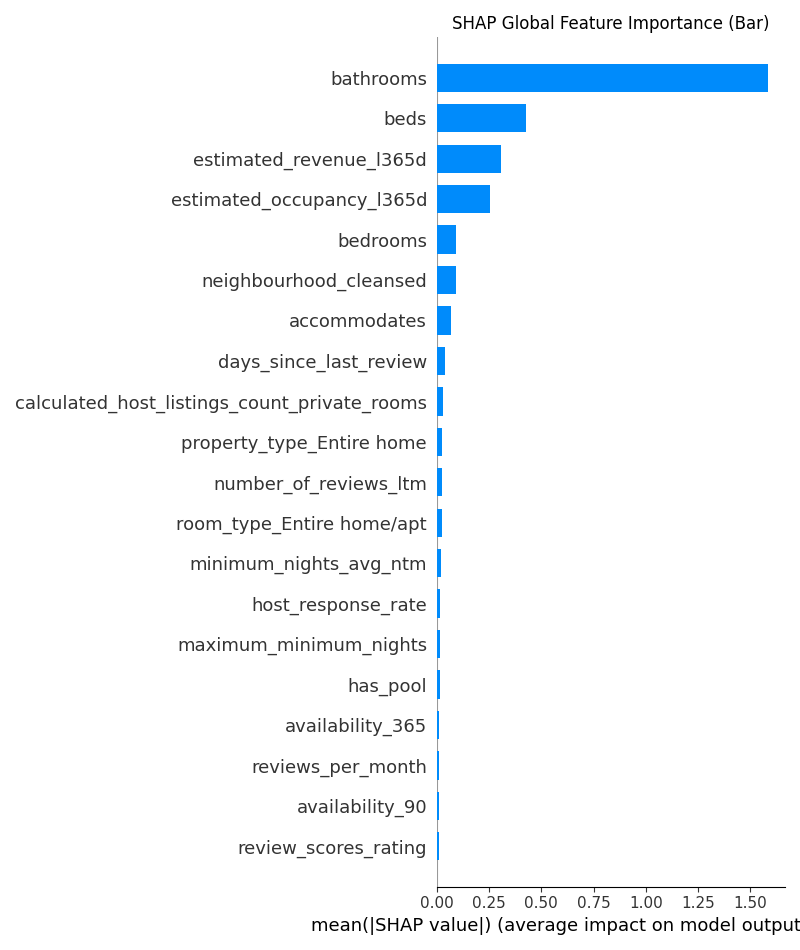 SHAP Global Feature Importance (Bar)
bathrooms
beds
estimated_revenue_l365d
estimated_occupancy_l365d
bedrooms
neighbourhood_cleansed
accommodates
days_since_last_review
calculated_host_listings_count_private_rooms
property_type_Entire home
number_of_reviews_ltm
room_type_Entire home/apt
minimum_nights_avg_ntm
host_response_rate
maximum_minimum_nights
has_pool
availability_365
reviews_per_month
availability_90
review_scores_rating
0.00 0.25 0.50 0.75 1.00 1.25 1.50
mean(|SHAP value|) (average impact on model output